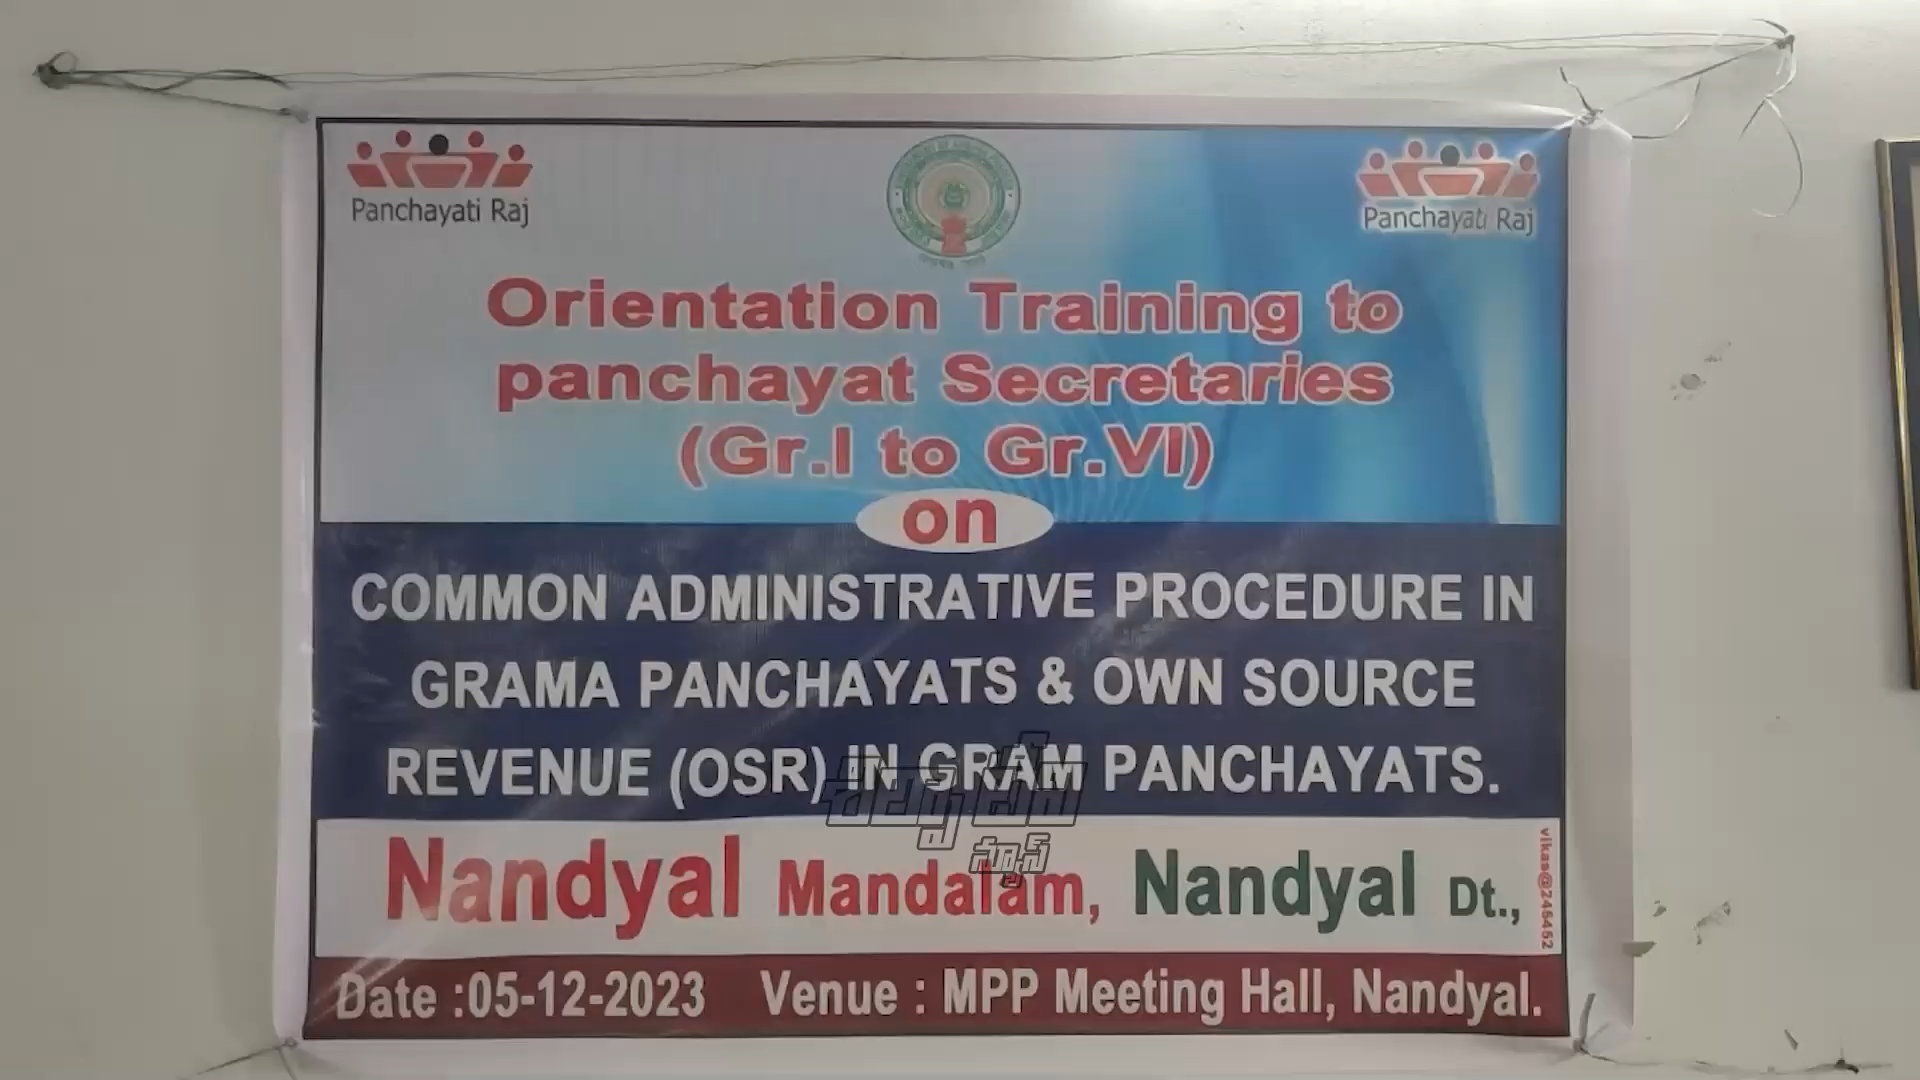 Panchayati Raj
Panchayati Raj
Orientation Training to
panchayat Secretaries
(Gr.I to Gr.VI)
on
COMMON ADMINISTRATIVE PROCEDURE IN
GRAMA PANCHAYATS & OWN SOURCE
REVENUE (OSR) IN GRAM PANCHAYATS.
Nandyal Mandalam, Nandyal Dt.,
vikas@245452
Date :05-12-2023 Venue : MPP Meeting Hall, Nandyal.
న్యూస్